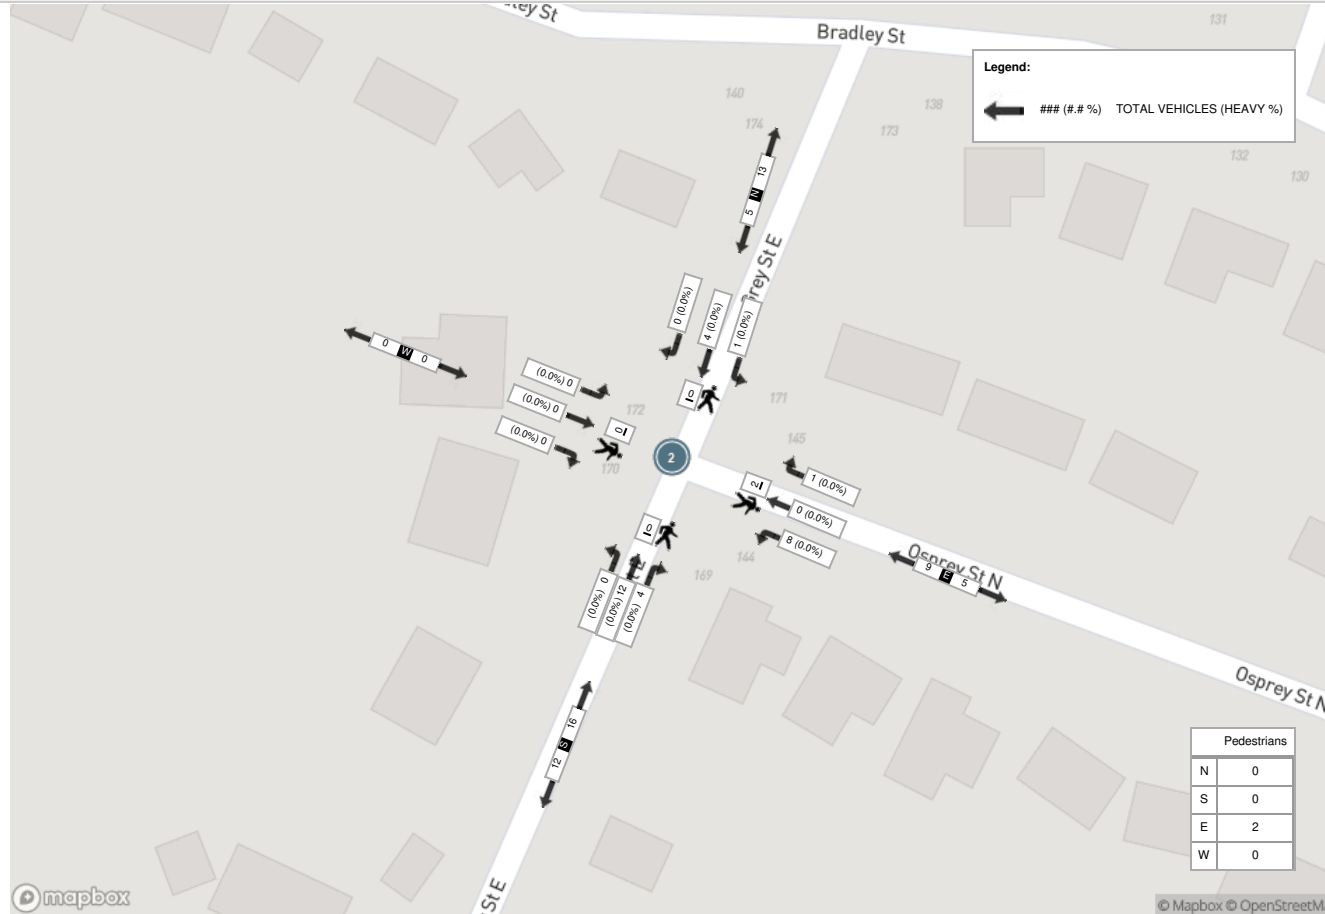 ley St
Bradley St
131
Legend:
### (#.# %) TOTAL VEHICLES (HEAVY %)
140
138
174
173
132
130
13 N 5
prey St E
0 (0.0%)
4 (0.0%)
1 (0.0%)
0 W 0
(0.0%) 0
(0.0%) 0
(0.0%) 0
0
0
172
171
170
2
145
2
1 (0.0%)
0 (0.0%)
8 (0.0%)
0
144
169
Osprey St N
9 E 5
(0.0%) 0
(0.0%) 12
(0.0%) 4
Osprey St N
12 S 16
Pedestrians
N 0
S 0
E 2
W 0
St E
mapbox
© Mapbox © OpenStreetM